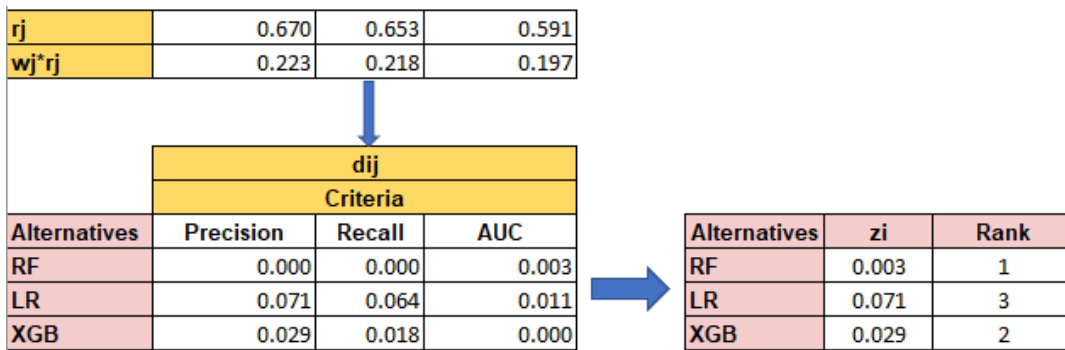 rj 0.670 0.653 0.591
wj*rj 0.223 0.218 0.197
dij
Criteria
Alternatives Precision Recall AUC
RF 0.000 0.000 0.003
LR 0.071 0.064 0.011
XGB 0.029 0.018 0.000
Alternatives zi Rank
RF 0.003 1
LR 0.071 3
XGB 0.029 2